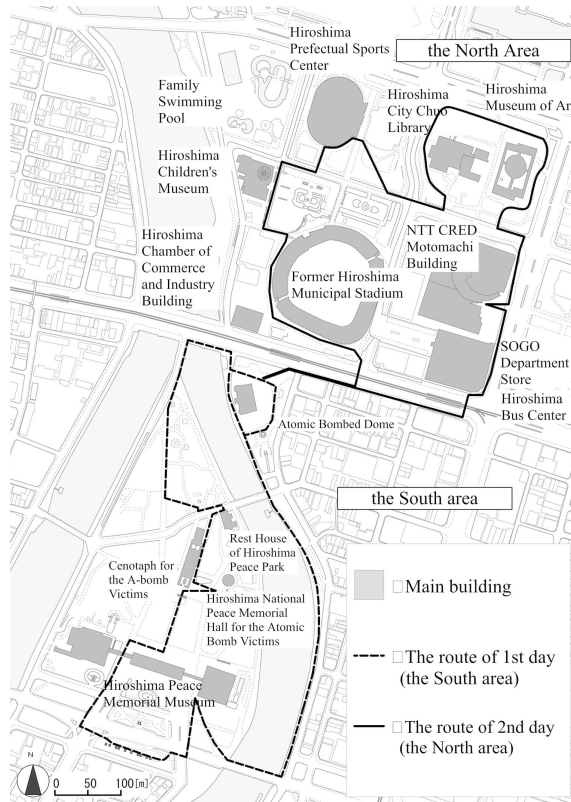 Hiroshima
Prefectual Sports
Center
the North Area
Hiroshima
Museum of Ar
Family
Swimming
Pool
Hiroshima
City Chuo
Library
Hiroshima
Children's
Museum
Hiroshima
Chamber of
Commerce
and Industry
Building
NTT CRED
Motomachi
Building
Former Hiroshima
Municipal Stadium
SOGO
Department
Store
Hiroshima
Bus Center
Atomic Bombed Dome
the South area
Rest House
of Hiroshima
Peace Park
Cenotaph for
the A-bomb
Victims
Hiroshima National
Peace Memorial
Hall for the Atomic
Bomb Victims
Hiroshima Peace
Memorial Museum
□Main building
□The route of 1st day
(the South area)
□The route of 2nd day
(the North area)
N
0 50 100[m]